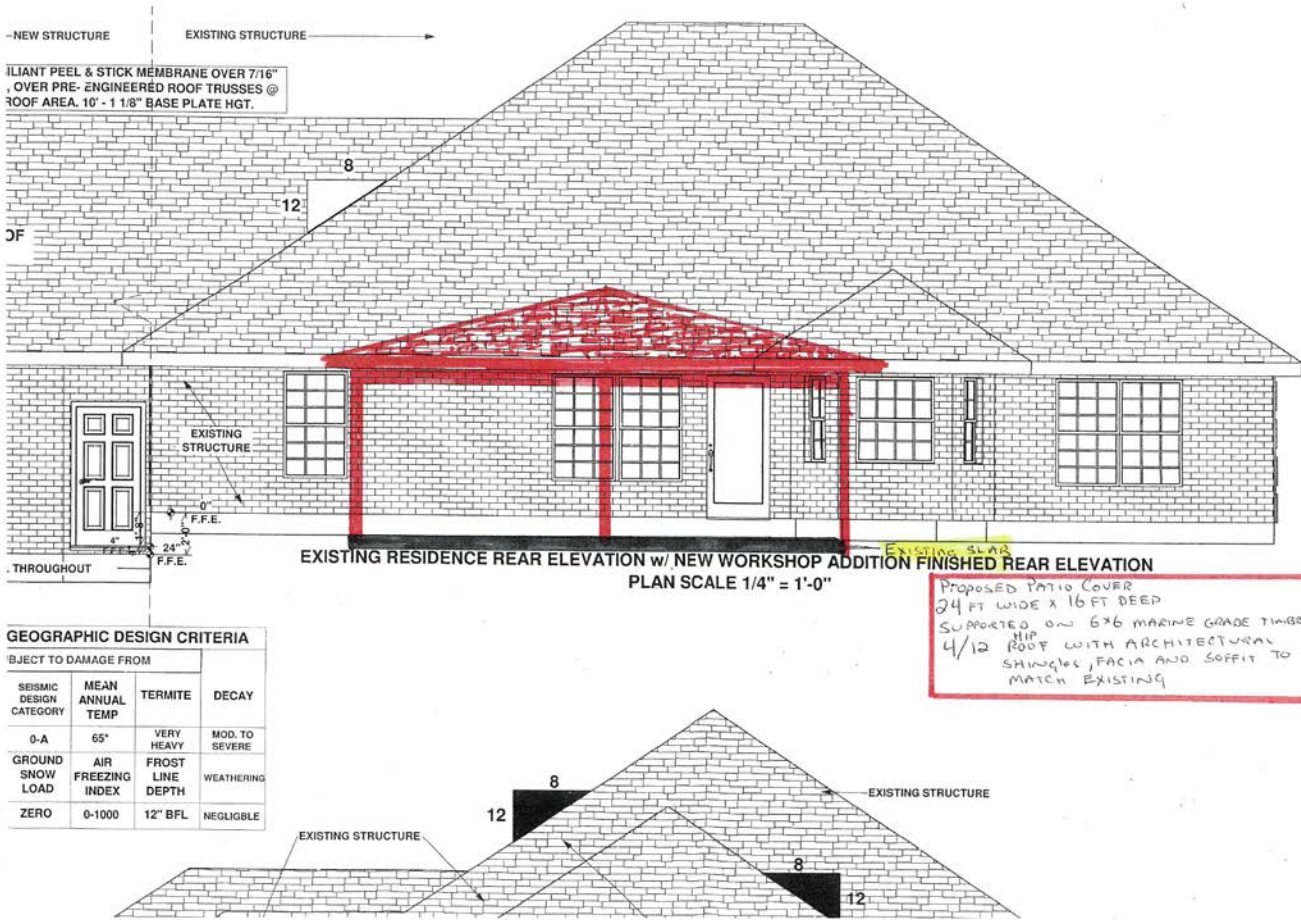 NEW STRUCTURE
EXISTING STRUCTURE
PEEL & STICK MEMBRANE OVER 7/16"
, OVER PRE- ENGINEERED ROOF TRUSSES @
ROOF AREA. 10' - 1 1/8" BASE PLATE HGT.
8
12
OF
EXISTING
STRUCTURE
0"
F.F.E.
4"
F.F.E.
1'-8"
2'-0"
24"
F.F.E.
. THROUGHOUT
EXISTING SLAB
EXISTING RESIDENCE REAR ELEVATION w/ NEW WORKSHOP ADDITION FINISHED REAR ELEVATION
PLAN SCALE 1/4" = 1'-0"
PROPOSED PATIO COVER
24 FT WIDE X 16 FT DEEP
SUPPORTED ON 6x6 MARINE GRADE
4/12 HIP ROOF WITH ARCHITECTURAL
SHINGLES, FACIA AND SOFFIT TO
MATCH EXISTING
GEOGRAPHIC DESIGN CRITERIA
BJECT TO DAMAGE FROM
SEISMIC DESIGN CATEGORY
MEAN ANNUAL TEMP
TERMITE
DECAY
0-A
65°
VERY HEAVY
MOD. TO SEVERE
GROUND SNOW LOAD
AIR FREEZING INDEX
FROST LINE DEPTH
WEATHERING
ZERO
0-1000
12" BFL
NEGLIGBLE
8
12
EXISTING STRUCTURE
EXISTING STRUCTURE
8
12